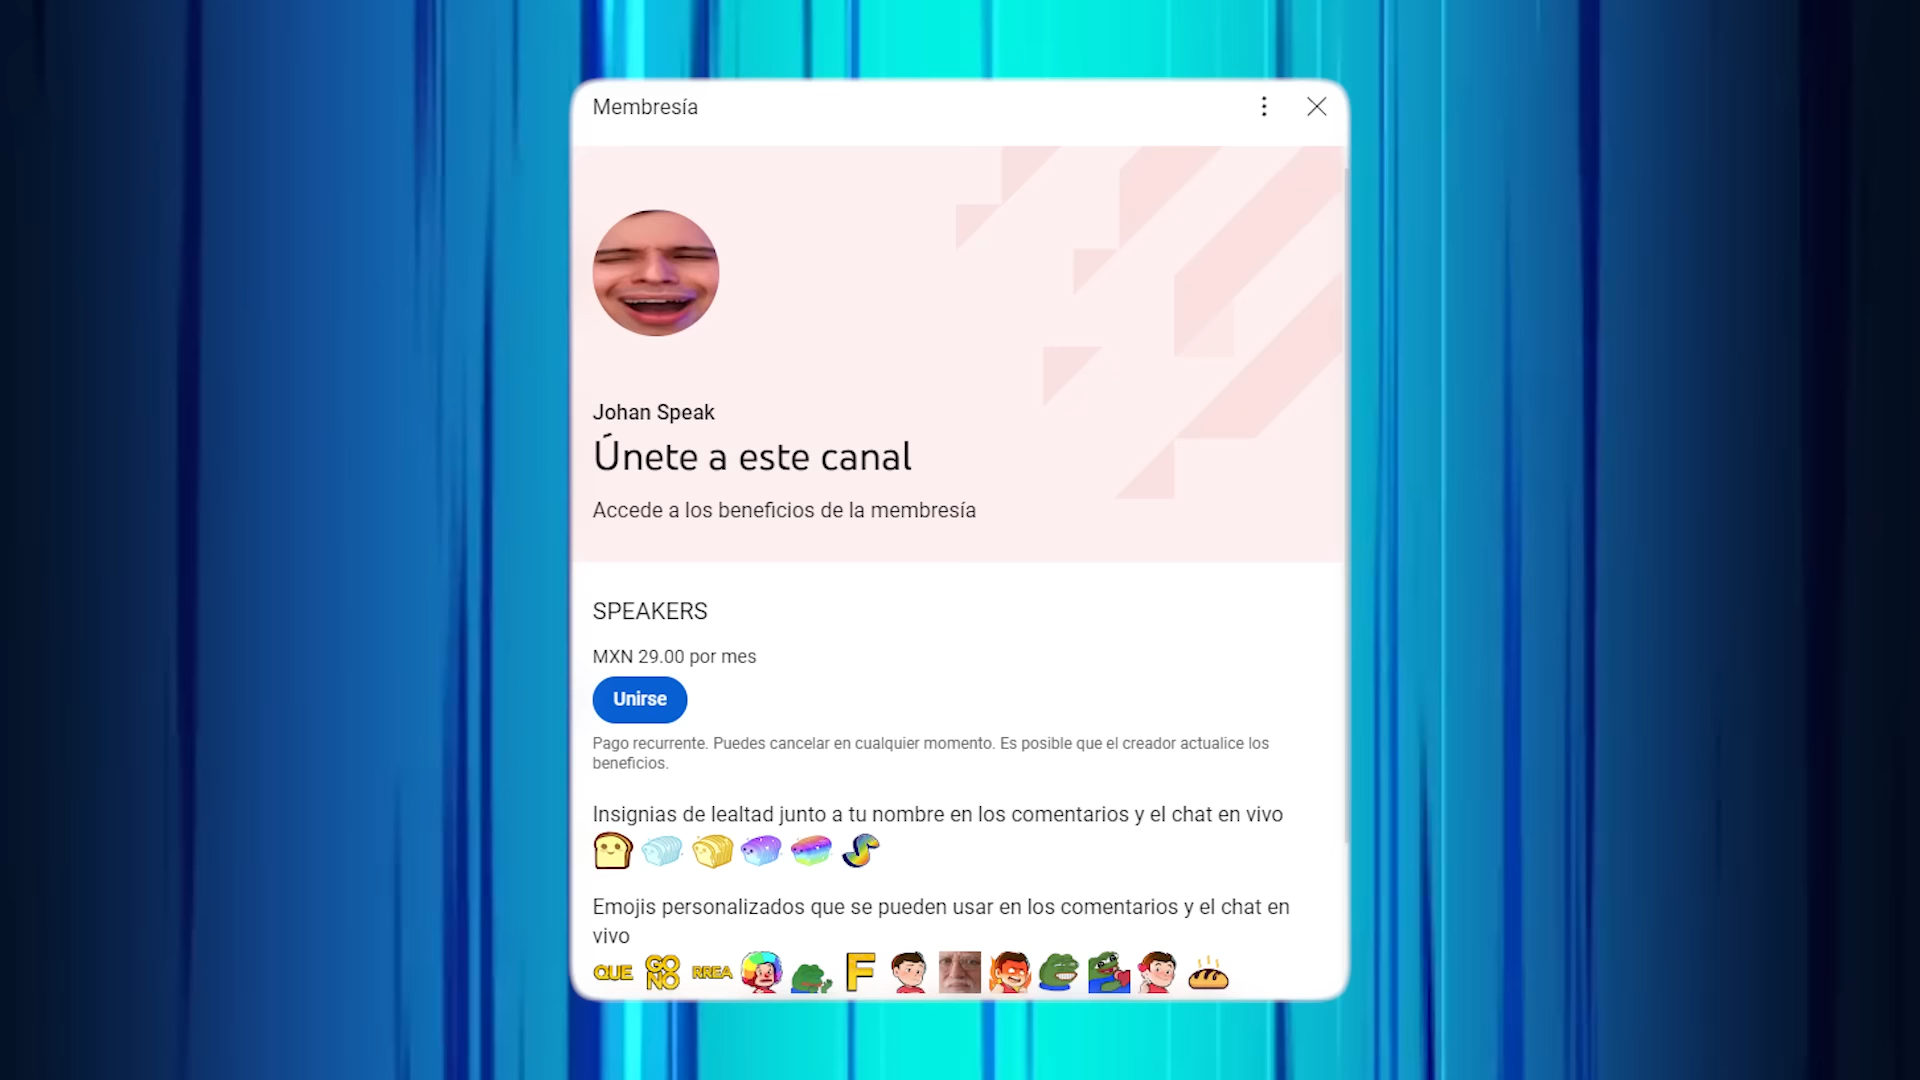 Membresía
Johan Speak
Únete a este canal
Accede a los beneficios de la membresía
SPEAKERS
MXN 29.00 por mes
Unirse
Pago recurrente. Puedes cancelar en cualquier momento. Es posible que el creador actualice los
beneficios.
Insignias de lealtad junto a tu nombre en los comentarios y el chat en vivo
Emojis personalizados que se pueden usar en los comentarios y el chat en
vivo
QUE GO NO RREA F